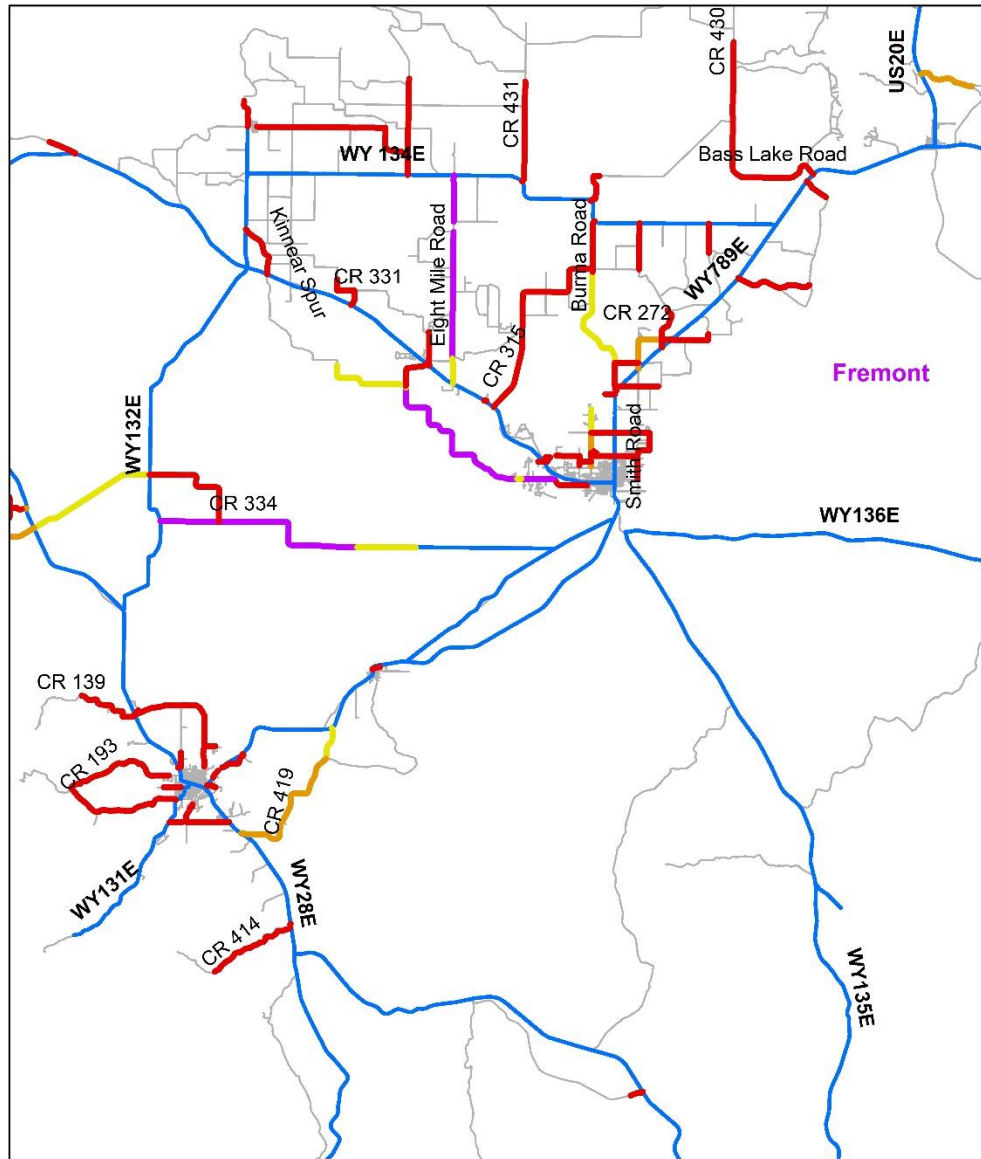 CR 430
US20E
CR 431
WY 134E
Bass Lake Road
Kinnear Spur
Eight Mile Road
Burma Road
WY789E
CR 331
CR 272
CR 315
Fremont
WY132E
Smith Road
CR 334
WY136E
CR 139
CR 193
CR 419
WY131E
WY28E
CR 414
WY135E